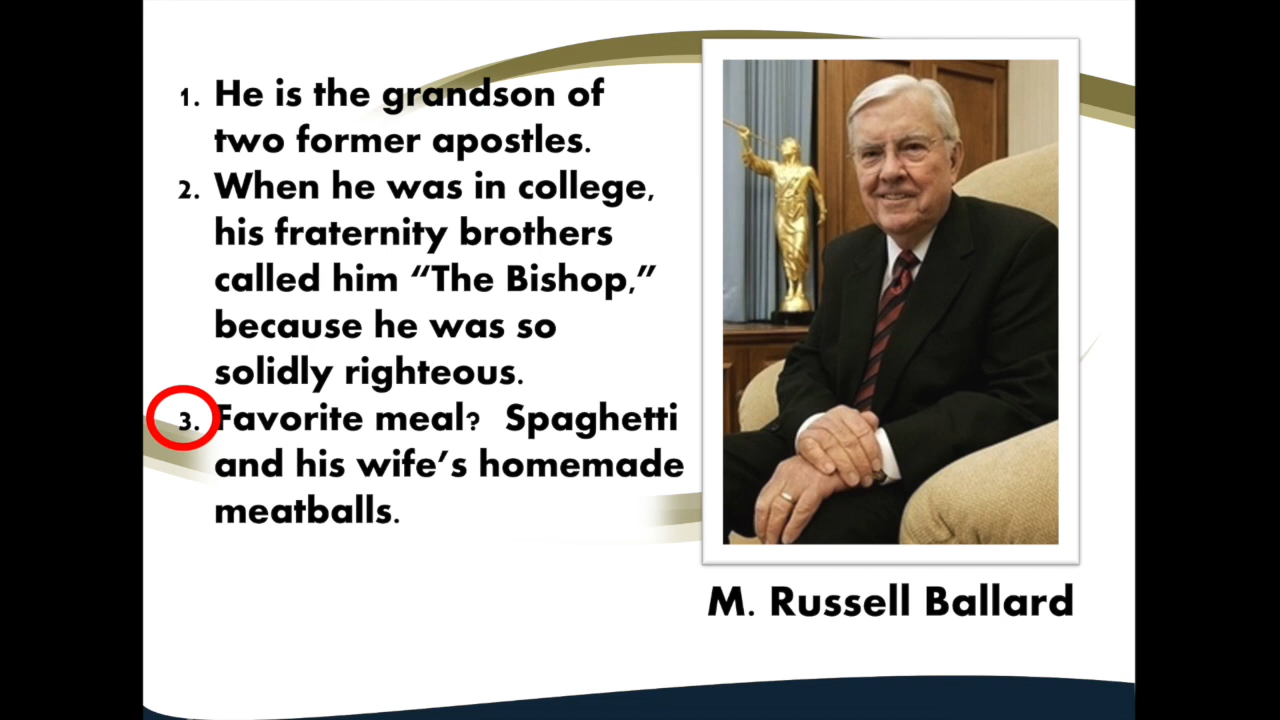 1. He is the grandson of
two former apostles.
2. When he was in college,
his fraternity brothers
called him “The Bishop,”
because he was so
solidly righteous.
3. Favorite meal? Spaghetti
and his wife’s homemade
meatballs.
M. Russell Ballard